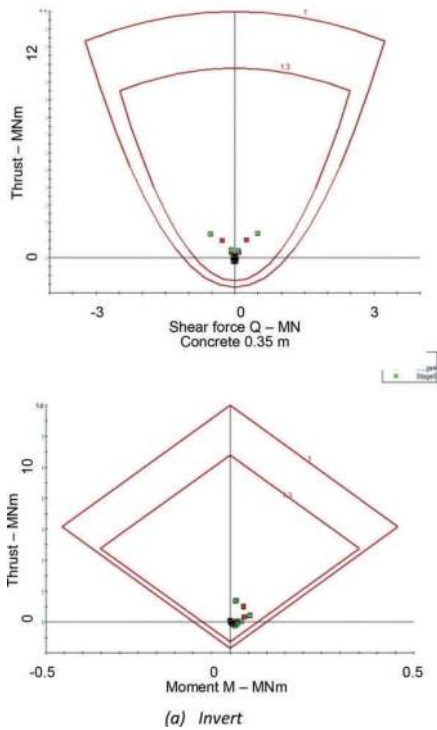 1
1.3
12
0
Thrust – MNm
-3
0
3
Shear force Q – MN
Concrete 0.35 m
14
1
10
0
Thrust – MNm
-0.5
0
0.5
Moment M – MNm
(a) Invert